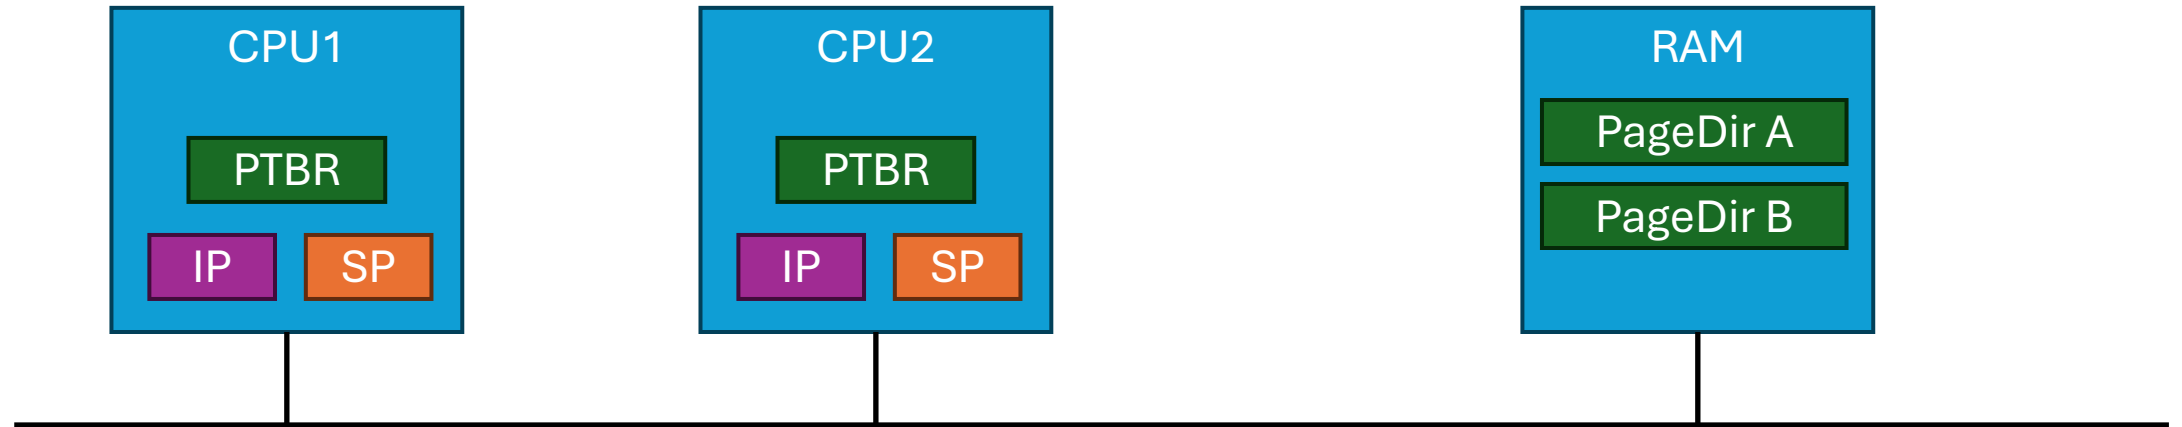 CPU1
PTBR
IP
SP
CPU2
PTBR
IP
SP
RAM
PageDir A
PageDir B